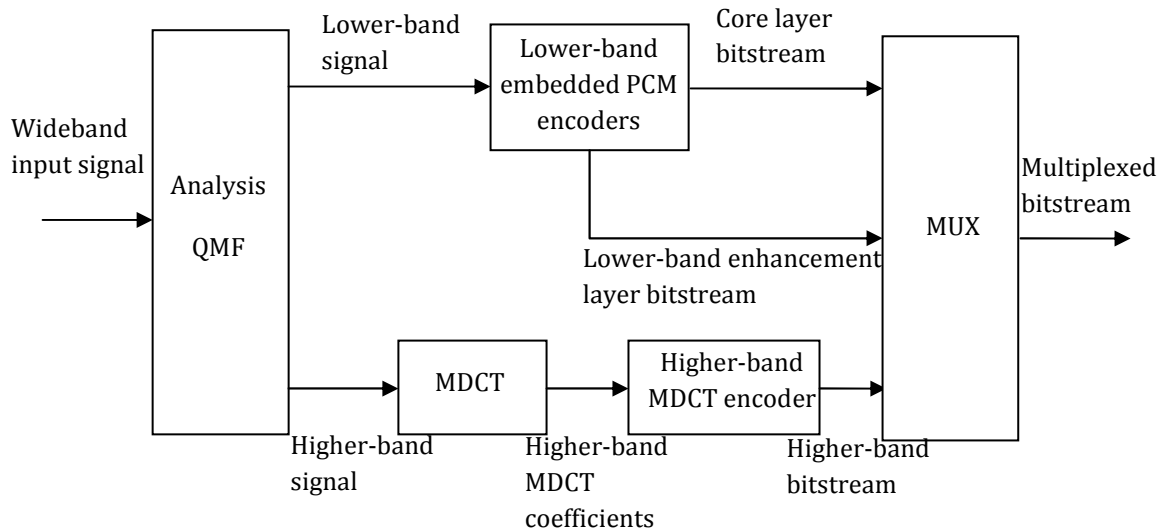 Wideband
input signal
Analysis
QMF
Lower-band
signal
Lower-band
embedded PCM
encoders
Core layer
bitstream
Lower-band enhancement
layer bitstream
Higher-band
signal
MDCT
Higher-band
MDCT
coefficients
Higher-band
MDCT encoder
Higher-band
bitstream
MUX
Multiplexed
bitstream